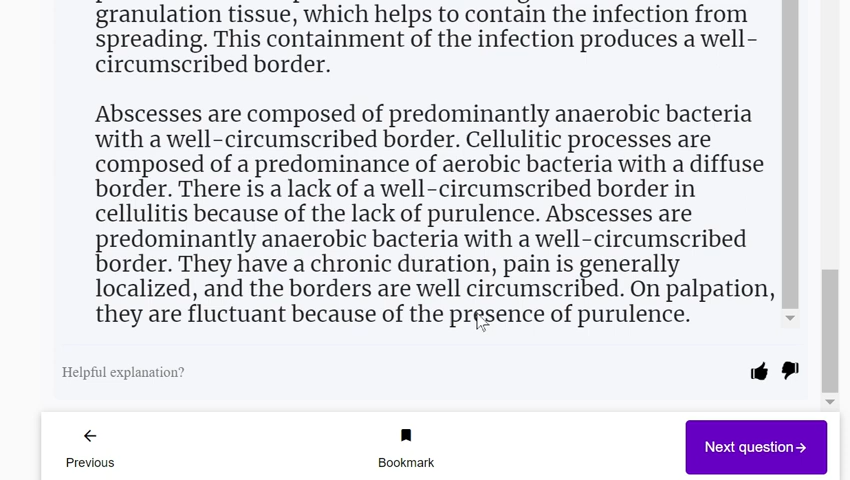 granulation tissue, which helps to contain the infection from
spreading. This containment of the infection produces a well-
circumscribed border.
Abscesses are composed of predominantly anaerobic bacteria
with a well-circumscribed border. Cellulitic processes are
composed of a predominance of aerobic bacteria with a diffuse
border. There is a lack of a well-circumscribed border in
cellulitis because of the lack of purulence. Abscesses are
predominantly anaerobic bacteria with a well-circumscribed
border. They have a chronic duration, pain is generally
localized, and the borders are well circumscribed. On palpation,
they are fluctuant because of the presence of purulence.
Helpful explanation?
Previous
Bookmark
Next question→